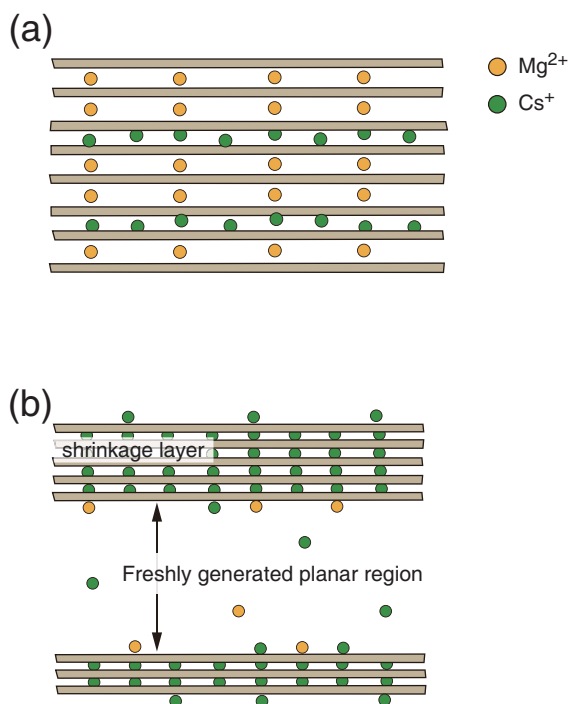 (a)
Mg²⁺
Cs⁺
(b)
shrinkage layer
Freshly generated planar region